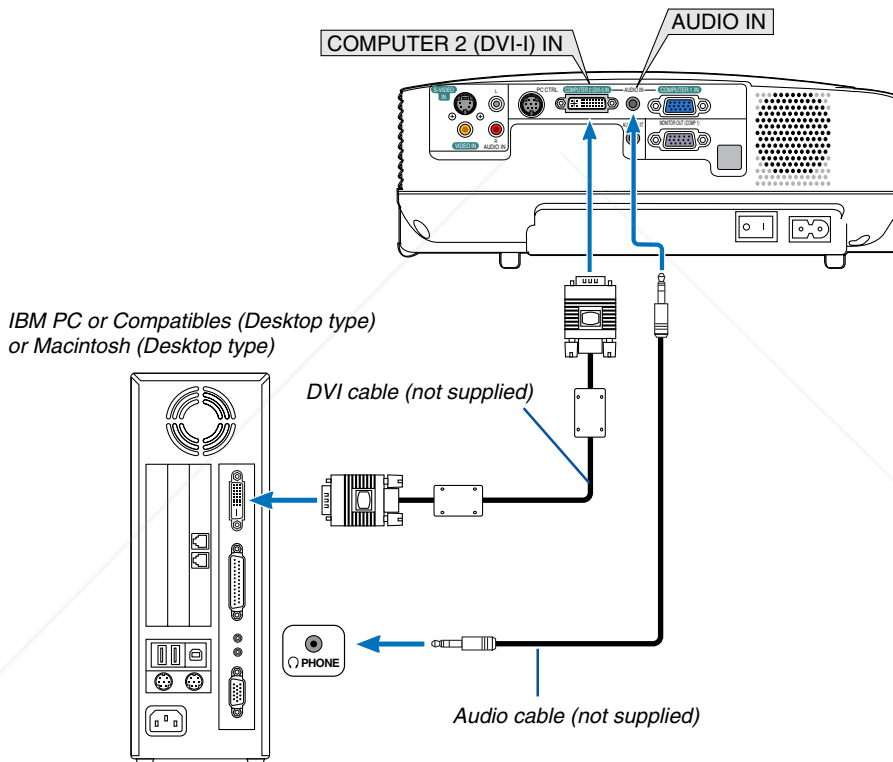 COMPUTER 2 (DVI-I) IN
AUDIO IN
S-VIDEO
IN
L
PC CTRL
COMPUTER 2 (DVI-I) IN
AUDIO IN
COMPUTER 1 IN
VIDEO IN
R
AUDIO IN
MONITOR OUT (COMP 1)
IBM PC or Compatibles (Desktop type)
or Macintosh (Desktop type)
DVI cable (not supplied)
PHONE
Audio cable (not supplied)